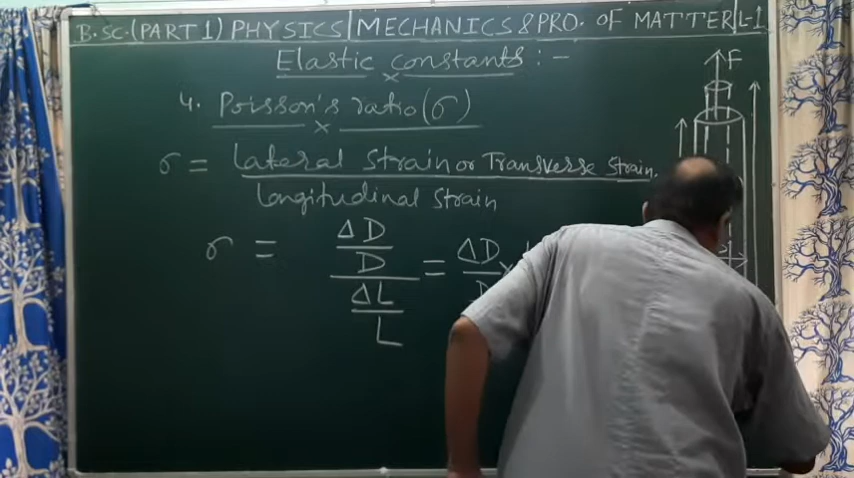 B.SC.(PART 1) PHYSICS|MECHANICS & PRO. OF MATTER|L-1
Elastic constants :-
4. Poisson's ratio (σ)
σ = Lateral Strain or Transverse Strain.
Longitudinal Strain
σ = ΔD/D / ΔL/L = ΔD/D ×
F